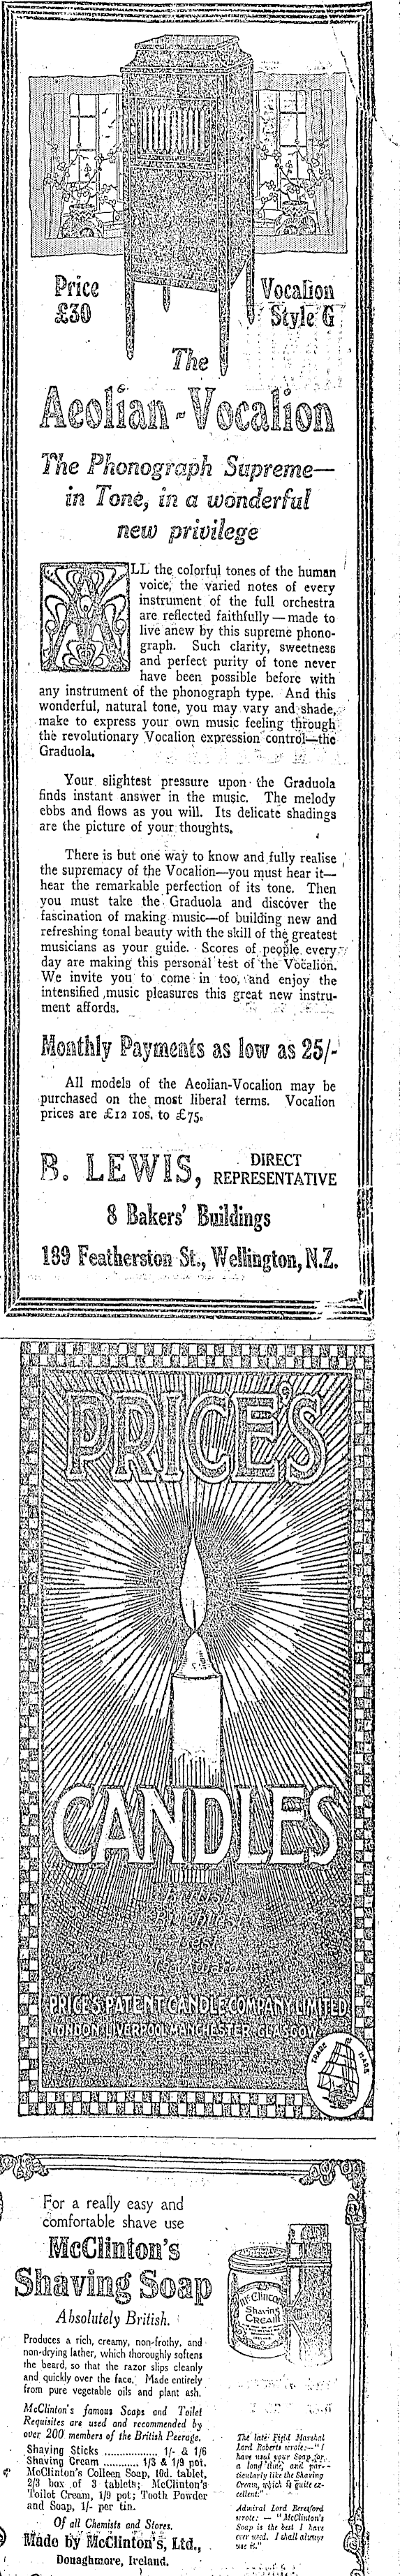 Price
£30
Vocalion
Style G
The
Aeolian-Vocalion
The Phonograph Supreme—
in Tone, in a wonderful
new privilege
ALL the colorful tones of the human
voice, the varied notes of every
instrument of the full orchestra
are reflected faithfully—made to
live anew by this supreme phono-
graph. Such clarity, sweetness
and perfect purity of tone never
have been possible before with
any instrument of the phonograph type. And this
wonderful, natural tone, you may vary and shade,
make to express your own music feeling through
the revolutionary Vocalion expression control—the
Graduola.
Your slightest pressure upon the Graduola
finds instant answer in the music. The melody
ebbs and flows as you will. Its delicate shadings
are the picture of your thoughts.
There is but one way to know and fully realise
the supremacy of the Vocalion—you must hear it—
hear the remarkable perfection of its tone. Then
you must take the Graduola and discover the
fascination of making music—of building new and
refreshing tonal beauty with the skill of the greatest
musicians as your guide. Scores of people every
day are making this personal test of the Vocalion.
We invite you to come in too, and enjoy the
intensified music pleasures this great new instru-
ment affords.
Monthly Payments as low as 25/-
All models of the Aeolian-Vocalion may be
purchased on the most liberal terms. Vocalion
prices are £12 10s. to £75.
B. LEWIS, DIRECT
REPRESENTATIVE
8 Bakers' Buildings
189 Featherston St., Wellington, N.Z.
PRICE'S
CANDLES
PRICE'S PATENT CANDLE COMPANY LIMITED
LONDON LIVERPOOL MANCHESTER GLASGOW
TRADE MARK
For a really easy and
comfortable shave use
McClinton's
Shaving Soap
Absolutely British.
McClinton's
Shaving
Cream
Produces a rich, creamy, non-frothy, and
non-drying lather, which thoroughly softens
the beard, so that the razor slips cleanly
and quickly over the face. Made entirely
from pure vegetable oils and plant ash.
McClinton's famous Soaps and Toilet
Requisites are used and recommended by
over 200 members of the British Peerage.
Shaving Sticks ............... 1/- & 1/6
Shaving Cream ........... 1/3 & 1/9 pot.
McClinton's Colleen Soap, 10d. tablet,
2/3 box of 3 tablets; McClinton's
Toilet Cream, 1/9 pot; Tooth Powder
and Soap, 1/- per tin.
Of all Chemists and Stores.
Made by McClinton's, Ltd.,
Donaghmore, Ireland.
The late Field Marshal
Lord Roberts wrote:—"I
have used your Soap for
a long time, and par-
ticularly like the Shaving
Cream, which is quite ex-
cellent."
Admiral Lord Beresford
wrote:—"McClinton's
Soap is the best I have
ever used. I shall always
use it."